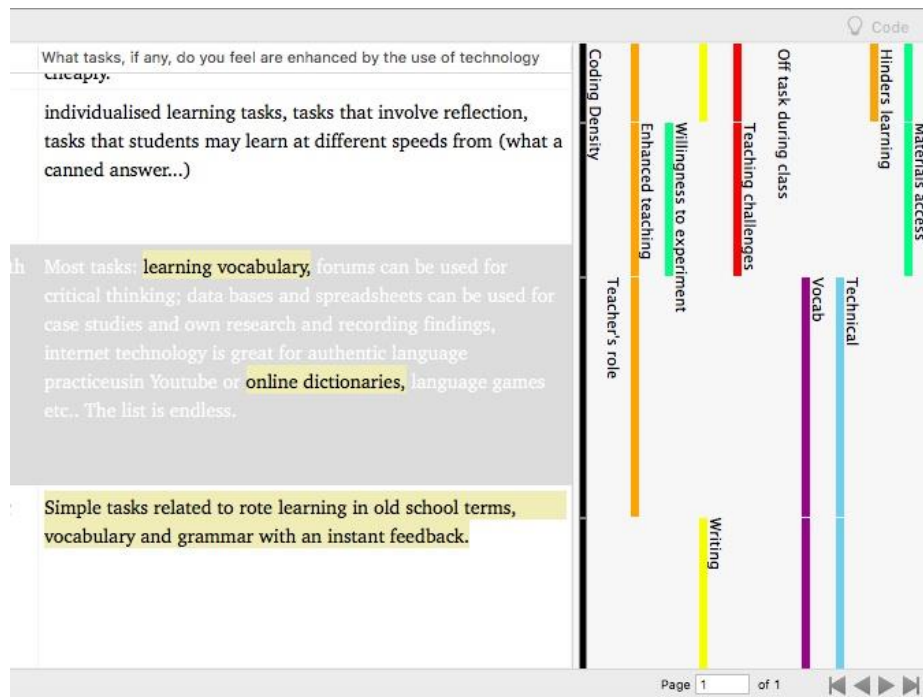 Code
What tasks, if any, do you feel are enhanced by the use of technology
cheaply.
individualised learning tasks, tasks that involve reflection,
tasks that students may learn at different speeds from (what a
canned answer...)
th
Most tasks: learning vocabulary, forums can be used for
critical thinking; data bases and spreadsheets can be used for
case studies and own research and recording findings,
internet technology is great for authentic language
practiceusin Youtube or online dictionaries, language games
etc.. The list is endless.
Simple tasks related to rote learning in old school terms,
vocabulary and grammar with an instant feedback.
Coding Density
Teacher's role
Enhanced teaching
Willingness to experiment
Writing
Teaching challenges
Off task during class
Vocab
Technical
Hinders learning
Materials access
Page 1 of 1